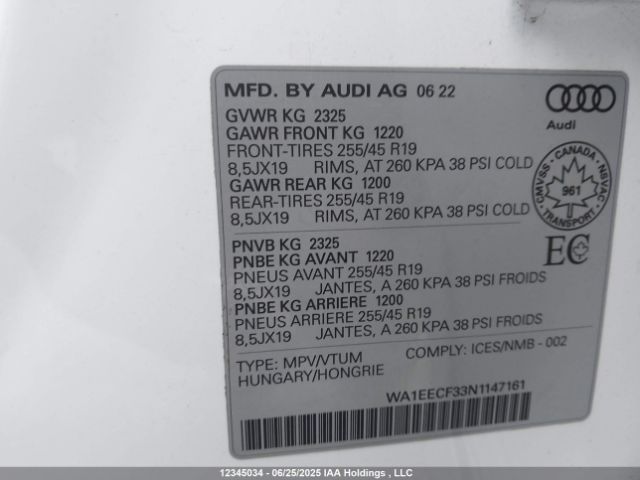 MFD. BY AUDI AG 06 22
GVWR KG 2325
GAWR FRONT KG 1220
FRONT-TIRES 255/45 R19
8,5JX19 RIMS, AT 260 KPA 38 PSI COLD
GAWR REAR KG 1200
REAR-TIRES 255/45 R19
8,5JX19 RIMS, AT 260 KPA 38 PSI COLD
Audi
CMVSS - CANADA - NSVAC
961
PNVB KG 2325
PNBE KG AVANT 1220
PNEUS AVANT 255/45 R19
8,5JX19 JANTES, A 260 KPA 38 PSI FROIDS
PNBE KG ARRIERE 1200
PNEUS ARRIERE 255/45 R19
8,5JX19 JANTES, A 260 KPA 38 PSI FROIDS
EC
TYPE: MPV/VTUM COMPLY: ICES/NMB - 002
HUNGARY/HONGRIE
WA1EECF33N1147161
12345034 - 06/25/2025 IAA Holdings , LLC